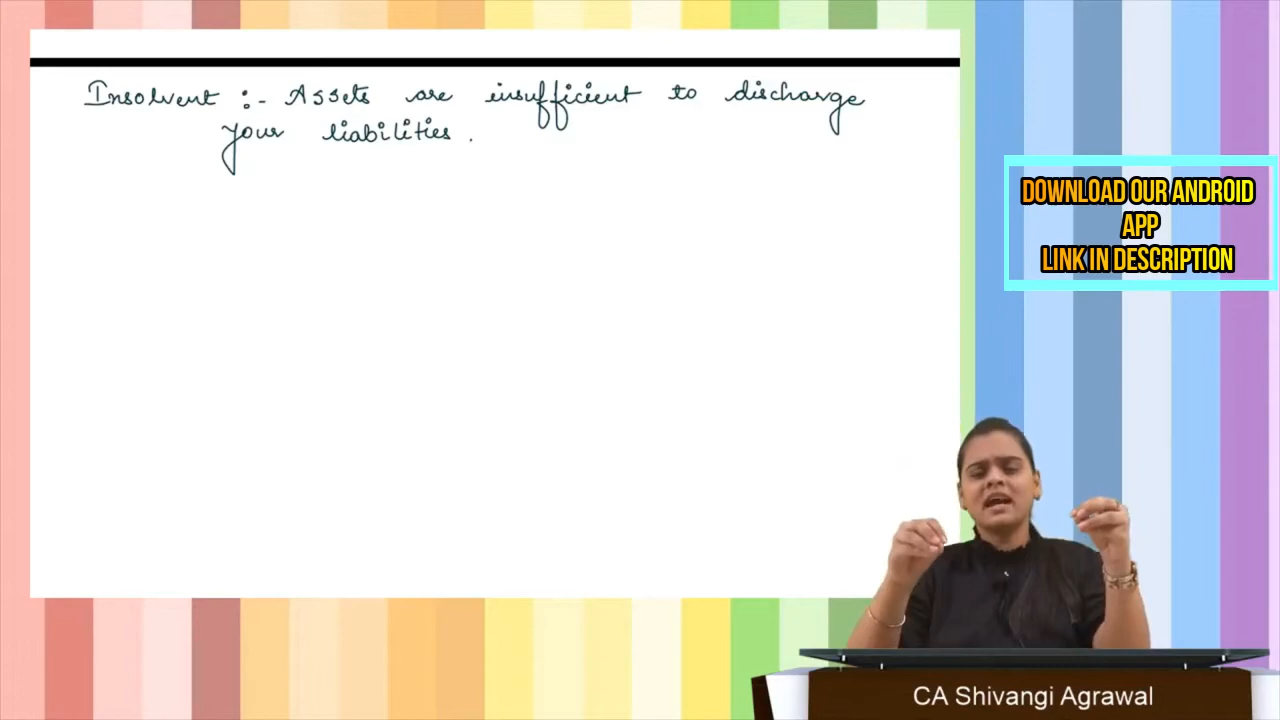 Insolvent :- Assets are insufficient to discharge
your liabilities.
DOWNLOAD OUR ANDROID
APP
LINK IN DESCRIPTION
CA Shivangi Agrawal